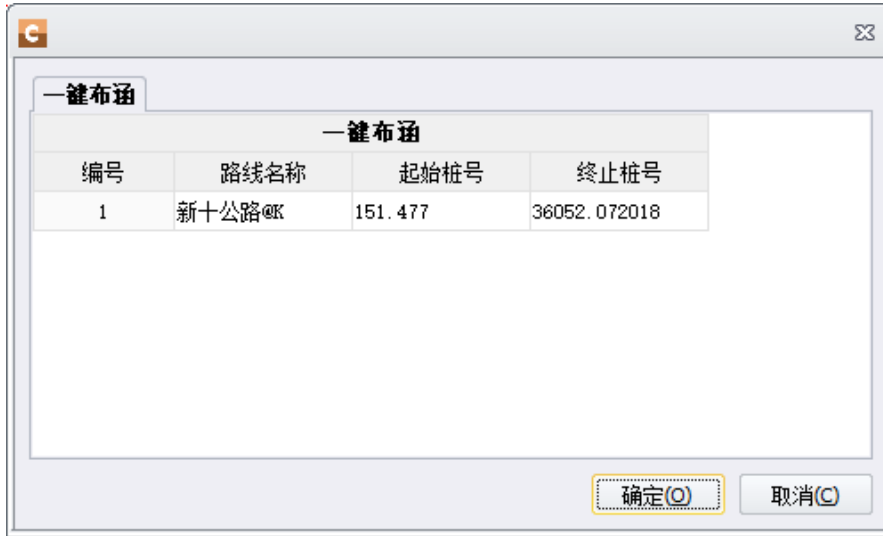 C
一键布涵
一键布涵
编号 路线名称 起始桩号 终止桩号
1 新十公路@K 151.477 36052.072018
确定(O) 取消(C)